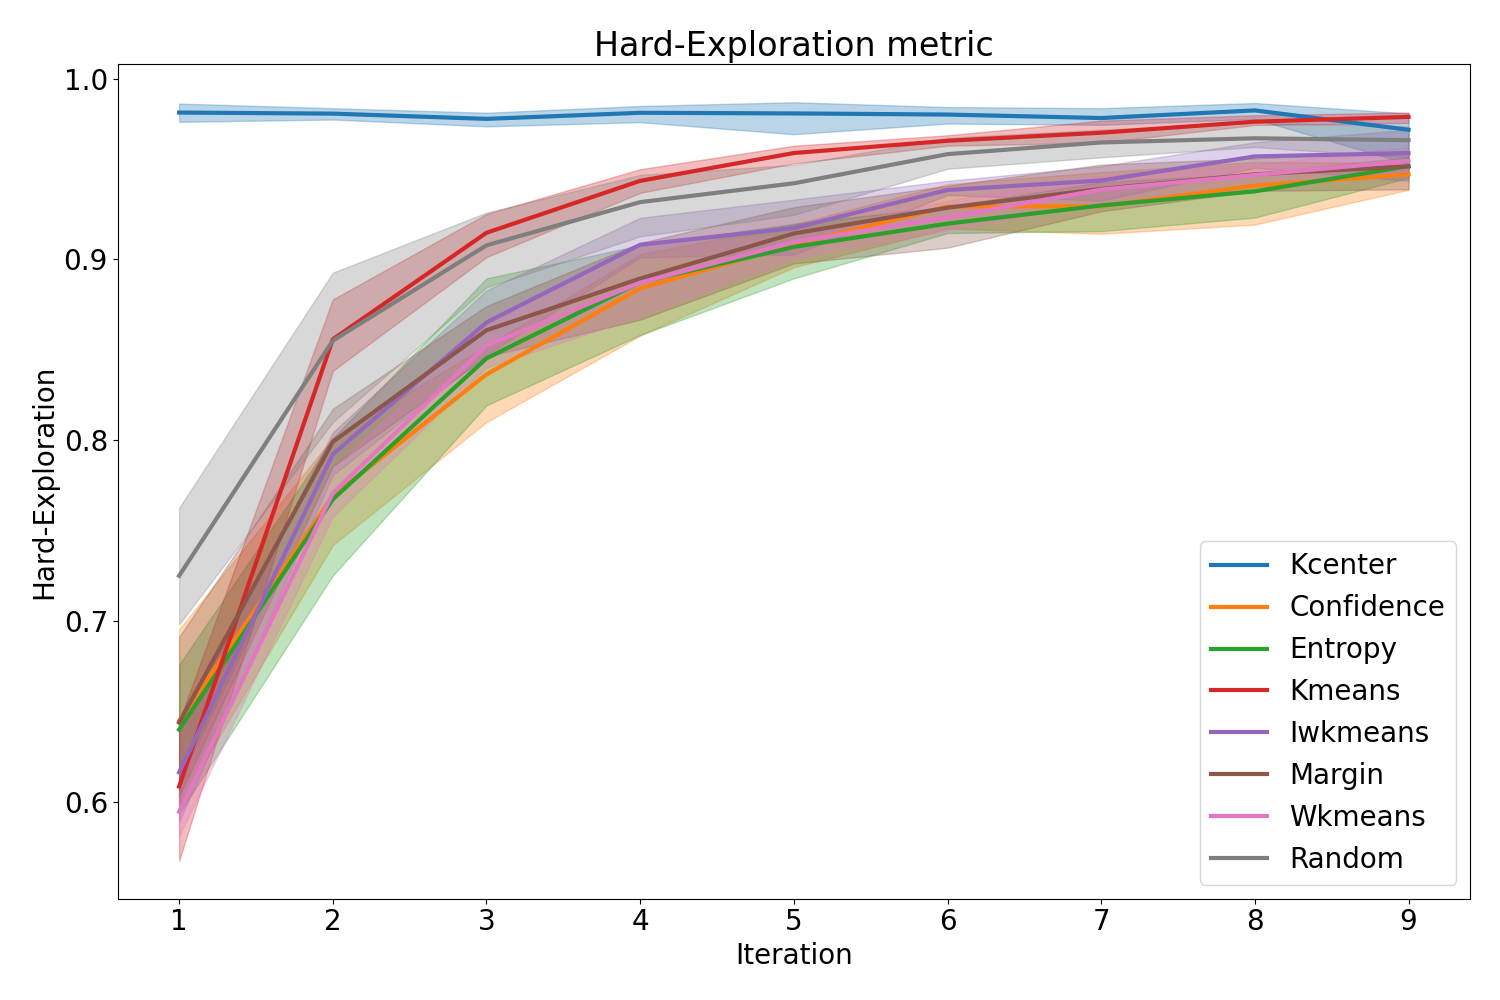 Hard-Exploration metric
1.0
0.9
0.8
0.7
0.6
Hard-Exploration
1 2 3 4 5 6 7 8 9
Iteration
Kcenter
Confidence
Entropy
Kmeans
Iwkmeans
Margin
Wkmeans
Random